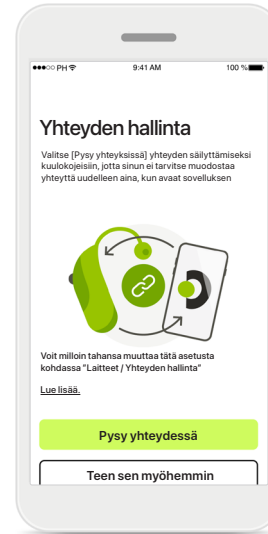 PH 9:41 AM 100 %
Yhteyden hallinta
Valitse [Pysy yhteyksissä] yhteyden säilyttämiseksi
kuulokojeisiin, jotta sinun ei tarvitse muodostaa
yhteyttä uudelleen aina, kun avaat sovelluksen
Voit milloin tahansa muuttaa tätä asetusta
kohdassa "Laitteet / Yhteyden hallinta"
Lue lisää.
Pysy yhteydessä
Teen sen myöhemmin